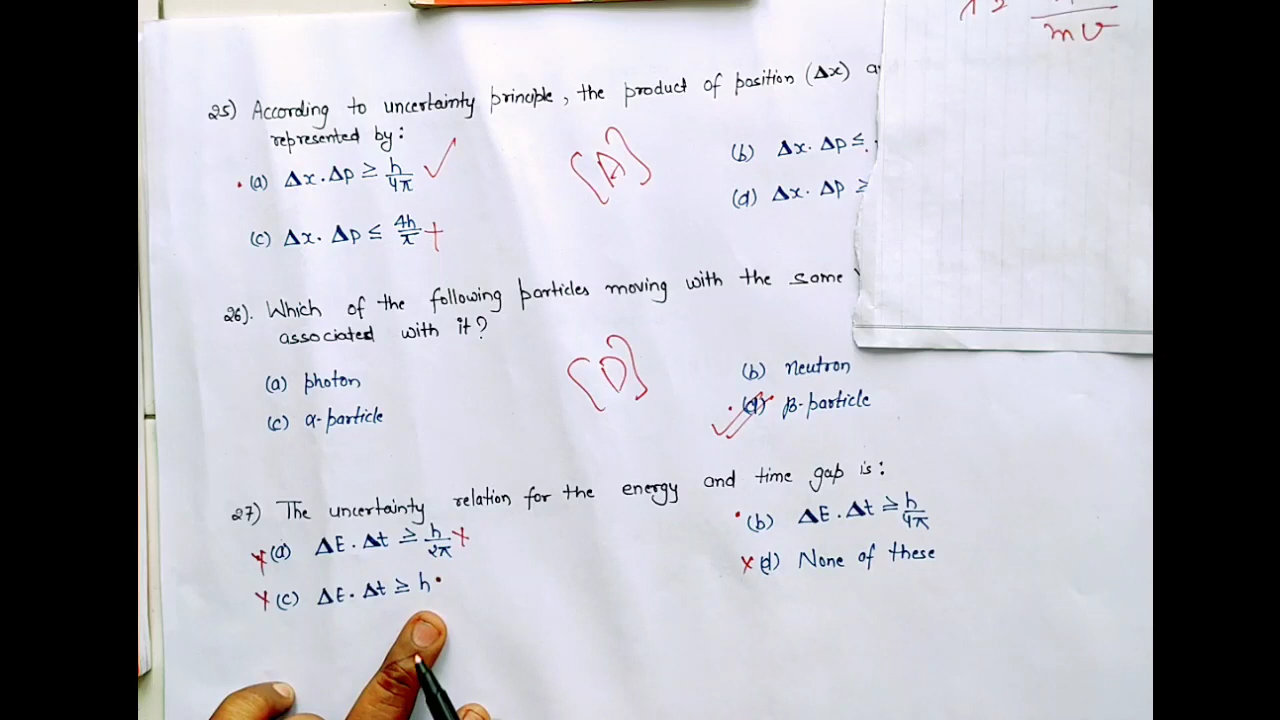 mv
25) According to uncertainty principle, the product of position (Δx)
represented by:
(a) Δx.Δp ≥ h/4π ✓
[A]
(b) Δx. Δp ≤
(c) Δx. Δp ≤ 4h/π
(d) Δx. Δp ≥
26). Which of the following particles moving with the same
associated with it?
[D]
(a) photon
(b) neutron
(c) α-particle
(d) β-particle
27) The uncertainty relation for the energy and time gap is:
(a) ΔE.Δt ≥ h/2π ×
(b) ΔE.Δt ≥ h/4π
× (c) ΔE.Δt ≥ h
× (d) None of these